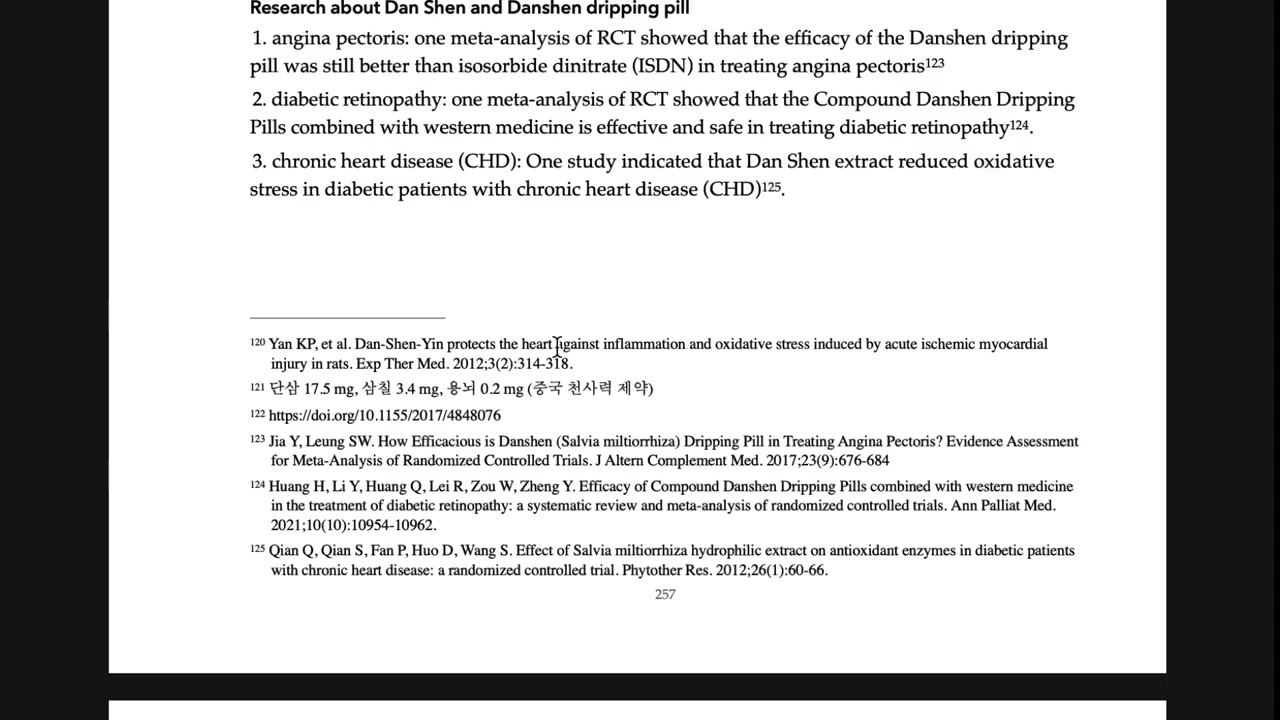 Research about Dan Shen and Danshen dripping pill
1. angina pectoris: one meta-analysis of RCT showed that the efficacy of the Danshen dripping
pill was still better than isosorbide dinitrate (ISDN) in treating angina pectoris123
2. diabetic retinopathy: one meta-analysis of RCT showed that the Compound Danshen Dripping
Pills combined with western medicine is effective and safe in treating diabetic retinopathy124.
3. chronic heart disease (CHD): One study indicated that Dan Shen extract reduced oxidative
stress in diabetic patients with chronic heart disease (CHD)125.
120 Yan KP, et al. Dan-Shen-Yin protects the heart against inflammation and oxidative stress induced by acute ischemic myocardial
injury in rats. Exp Ther Med. 2012;3(2):314-318.
121 단삼 17.5 mg, 삼칠 3.4 mg, 용뇌 0.2 mg (중국 천사력 제약)
122 https://doi.org/10.1155/2017/4848076
123 Jia Y, Leung SW. How Efficacious is Danshen (Salvia miltiorrhiza) Dripping Pill in Treating Angina Pectoris? Evidence Assessment
for Meta-Analysis of Randomized Controlled Trials. J Altern Complement Med. 2017;23(9):676-684
124 Huang H, Li Y, Huang Q, Lei R, Zou W, Zheng Y. Efficacy of Compound Danshen Dripping Pills combined with western medicine
in the treatment of diabetic retinopathy: a systematic review and meta-analysis of randomized controlled trials. Ann Palliat Med.
2021;10(10):10954-10962.
125 Qian Q, Qian S, Fan P, Huo D, Wang S. Effect of Salvia miltiorrhiza hydrophilic extract on antioxidant enzymes in diabetic patients
with chronic heart disease: a randomized controlled trial. Phytother Res. 2012;26(1):60-66.
257